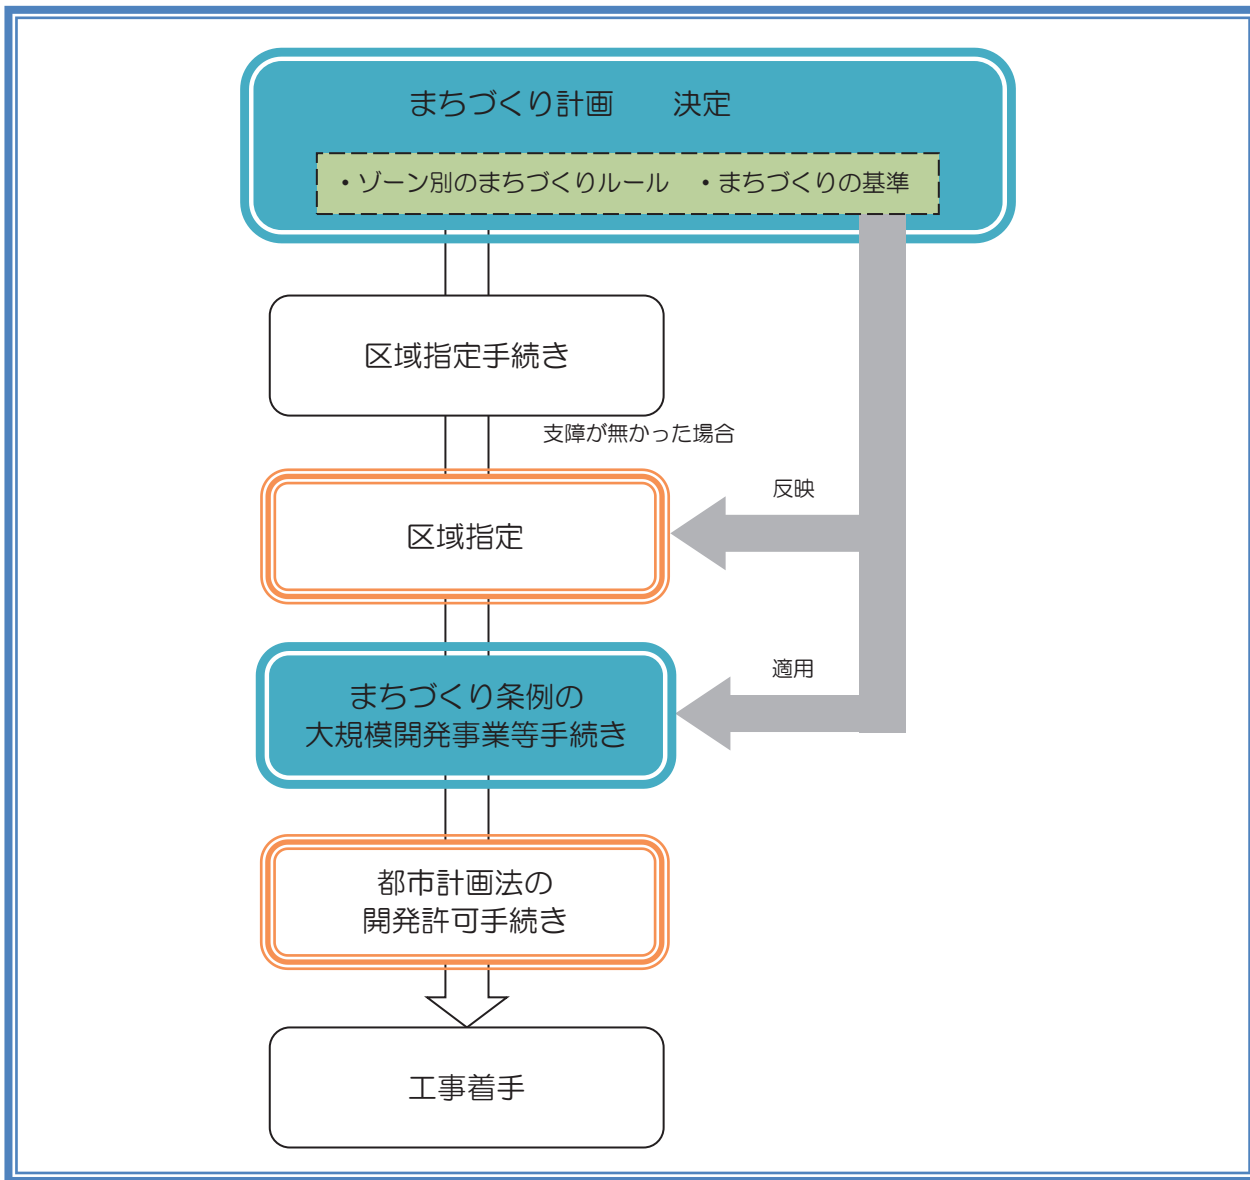 まちづくり計画　　決定
・ゾーン別のまちづくりルール　・まちづくりの基準
区域指定手続き
支障が無かった場合
反映
区域指定
適用
まちづくり条例の
大規模開発事業等手続き
都市計画法の
開発許可手続き
工事着手